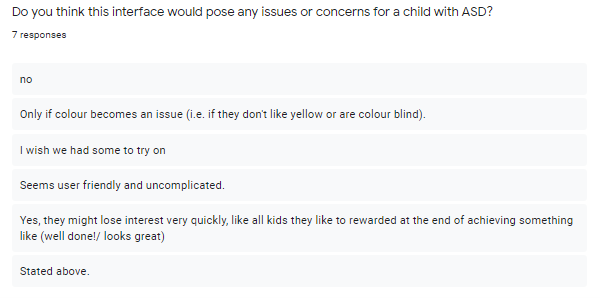 Do you think this interface would pose any issues or concerns for a child with ASD?
7 responses
no
Only if colour becomes an issue (i.e. if they don't like yellow or are colour blind).
I wish we had some to try on
Seems user friendly and uncomplicated.
Yes, they might lose interest very quickly, like all kids they like to rewarded at the end of achieving something
like (well done!/ looks great)
Stated above.